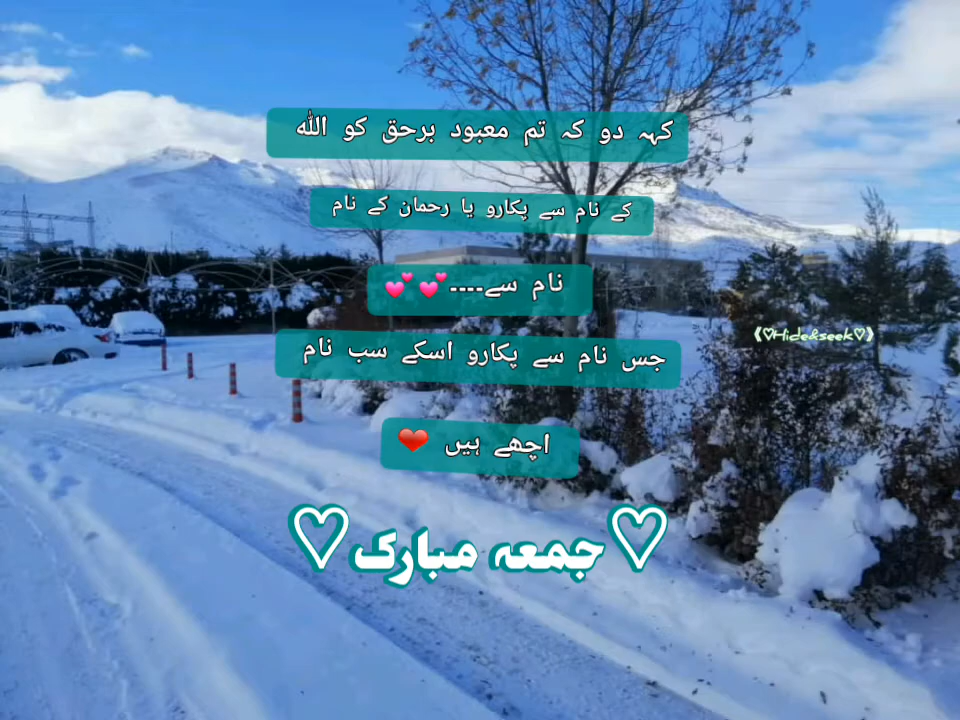 کہہ دو کہ تم معبود برحق کو اللہ
کے نام سے پکارو یا رحمان کے نام
نام سے----💕💕
《♡Hide&seek♡》
جس نام سے پکارو اسکے سب نام
اچھے ہیں ❤
♡جمعہ مبارک♡